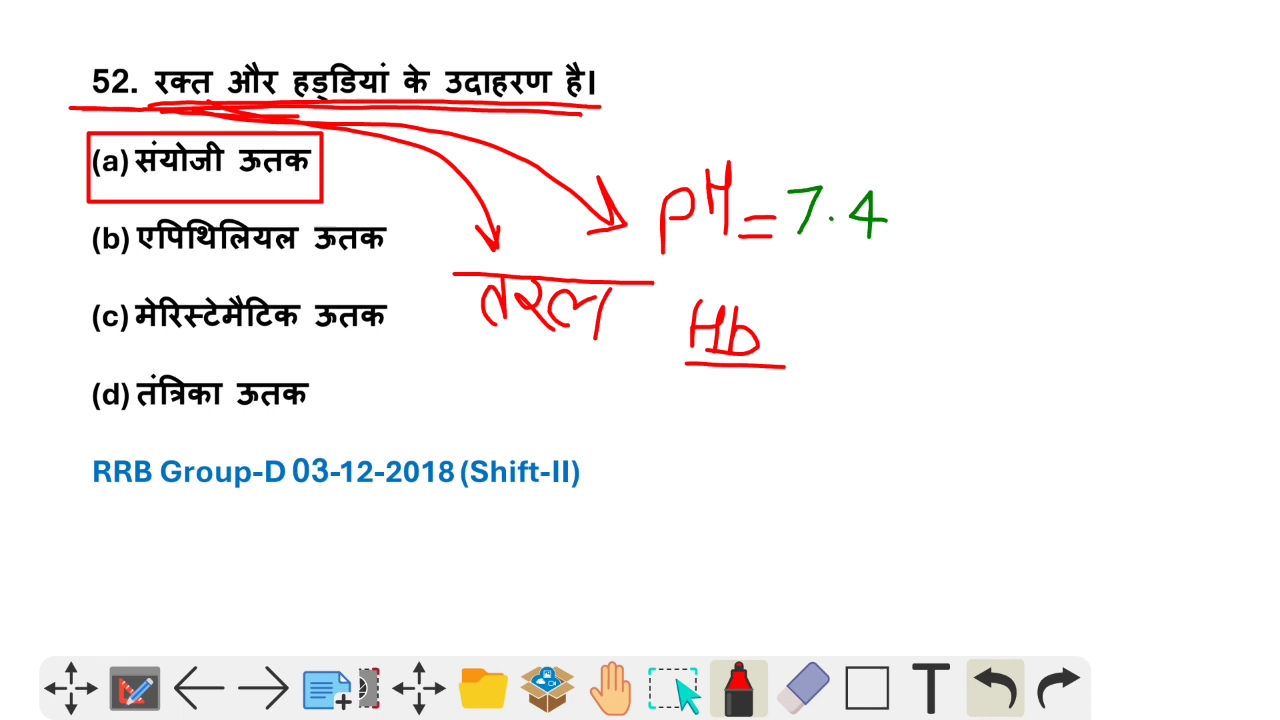 52. रक्त और हड्डियां के उदाहरण है।
(a) संयोजी ऊतक
(b) एपिथिलियल ऊतक
(c) मेरिस्टेमैटिक ऊतक
(d) तंत्रिका ऊतक
RRB Group-D 03-12-2018 (Shift-II)
pH = 7.4
तरल
Hb
T